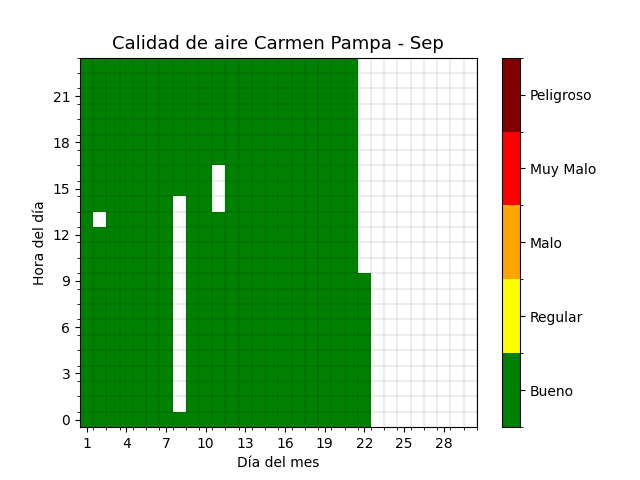 Calidad de aire Carmen Pampa - Sep
Hora del día
21
18
15
12
9
6
3
0
1 4 7 10 13 16 19 22 25 28
Día del mes
Peligroso
Muy Malo
Malo
Regular
Bueno